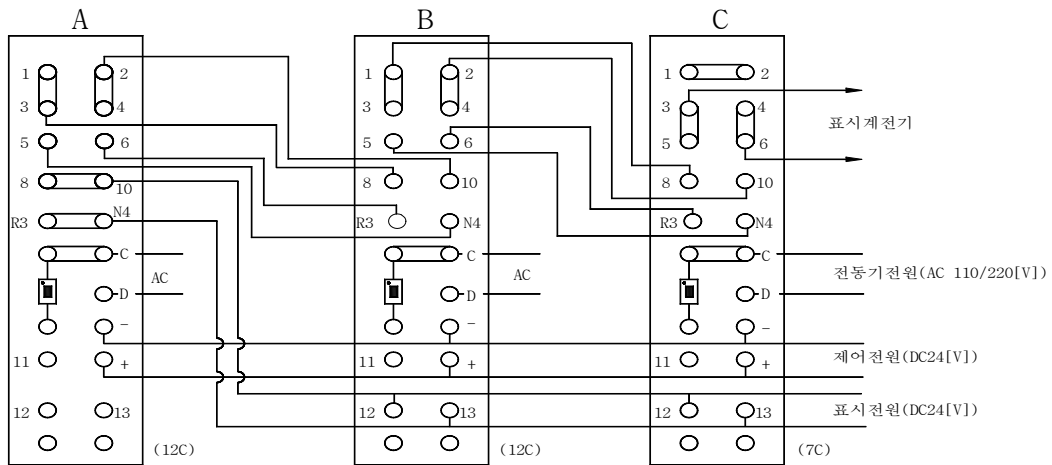 A B C
1 2 1 2 1 2
3 4 3 4 3 4
표시계전기
5 6 5 6 5 6
8 10 8 10 8 10
R3 N4 R3 N4 R3 N4
C C C
AC AC 전동기전원(AC 110/220[V])
D D D
- - -
11 + 11 + 11 + 제어전원(DC24[V])
12 13 12 13 12 13 표시전원(DC24[V])
(12C) (12C) (7C)